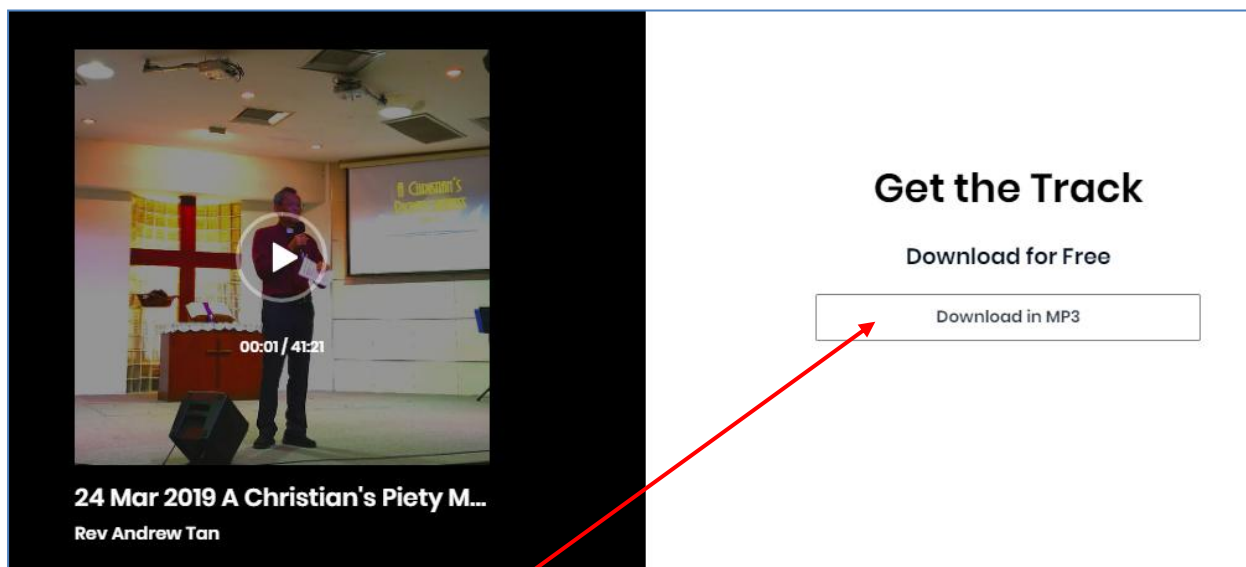 A CHRISTIAN'S
00:01 / 41:21
24 Mar 2019 A Christian's Piety M...
Rev Andrew Tan
Get the Track
Download for Free
Download in MP3